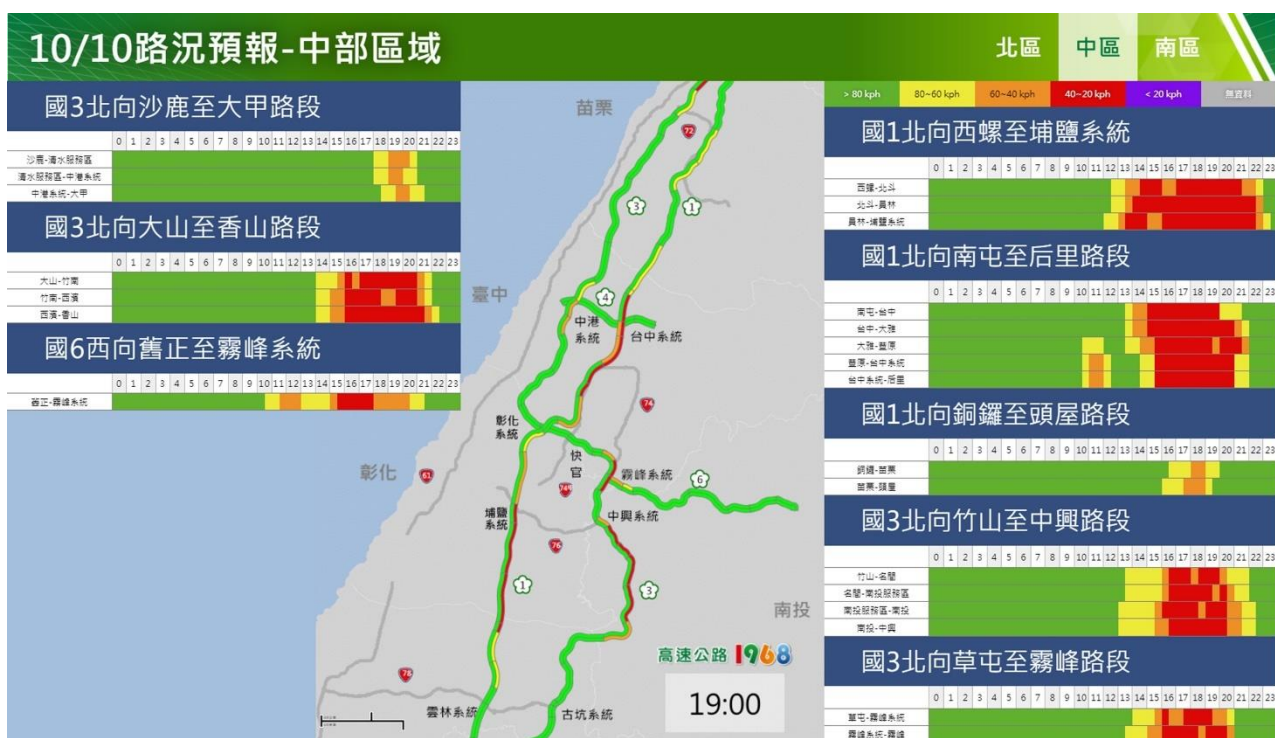 10/10路況預報-中部區域
北區 中區 南區
國3北向沙鹿至大甲路段
0 1 2 3 4 5 6 7 8 9 10 11 12 13 14 15 16 17 18 19 20 21 22 23
沙鹿-清水服務區
清水服務區-中港系統
中港系統-大甲
國3北向大山至香山路段
0 1 2 3 4 5 6 7 8 9 10 11 12 13 14 15 16 17 18 19 20 21 22 23
大山-竹南
竹南-西濱
西濱-香山
國6西向舊正至霧峰系統
0 1 2 3 4 5 6 7 8 9 10 11 12 13 14 15 16 17 18 19 20 21 22 23
舊正-霧峰系統
苗栗
72
3
1
臺中
4
中港
系統
台中系統
74
彰化
系統
彰化
61
快
官
74甲
霧峰系統
6
埔鹽
系統
中興系統
76
1
3
南投
高速公路1968
78
19:00
雲林系統
古坑系統
> 80 kph 80~60 kph 60~40 kph 40~20 kph < 20 kph 無資料
國1北向西螺至埔鹽系統
0 1 2 3 4 5 6 7 8 9 10 11 12 13 14 15 16 17 18 19 20 21 22 23
西螺-北斗
北斗-員林
員林-埔鹽系統
國1北向南屯至后里路段
0 1 2 3 4 5 6 7 8 9 10 11 12 13 14 15 16 17 18 19 20 21 22 23
南屯-台中
台中-大雅
大雅-豐原
豐原-台中系統
台中系統-后里
國1北向銅鑼至頭屋路段
0 1 2 3 4 5 6 7 8 9 10 11 12 13 14 15 16 17 18 19 20 21 22 23
銅鑼-苗栗
苗栗-頭屋
國3北向竹山至中興路段
0 1 2 3 4 5 6 7 8 9 10 11 12 13 14 15 16 17 18 19 20 21 22 23
竹山-名間
名間-南投服務區
南投服務區-南投
南投-中興
國3北向草屯至霧峰路段
0 1 2 3 4 5 6 7 8 9 10 11 12 13 14 15 16 17 18 19 20 21 22 23
草屯-霧峰系統
霧峰系統-霧峰